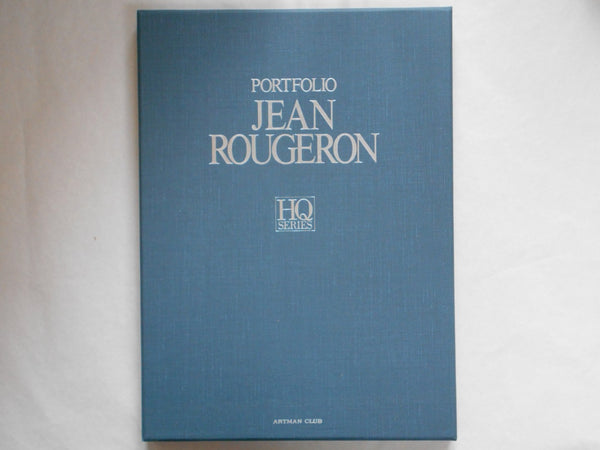 PORTFOLIO
JEAN
ROUGERON
HQ
SERIES
ARTMAN CLUB